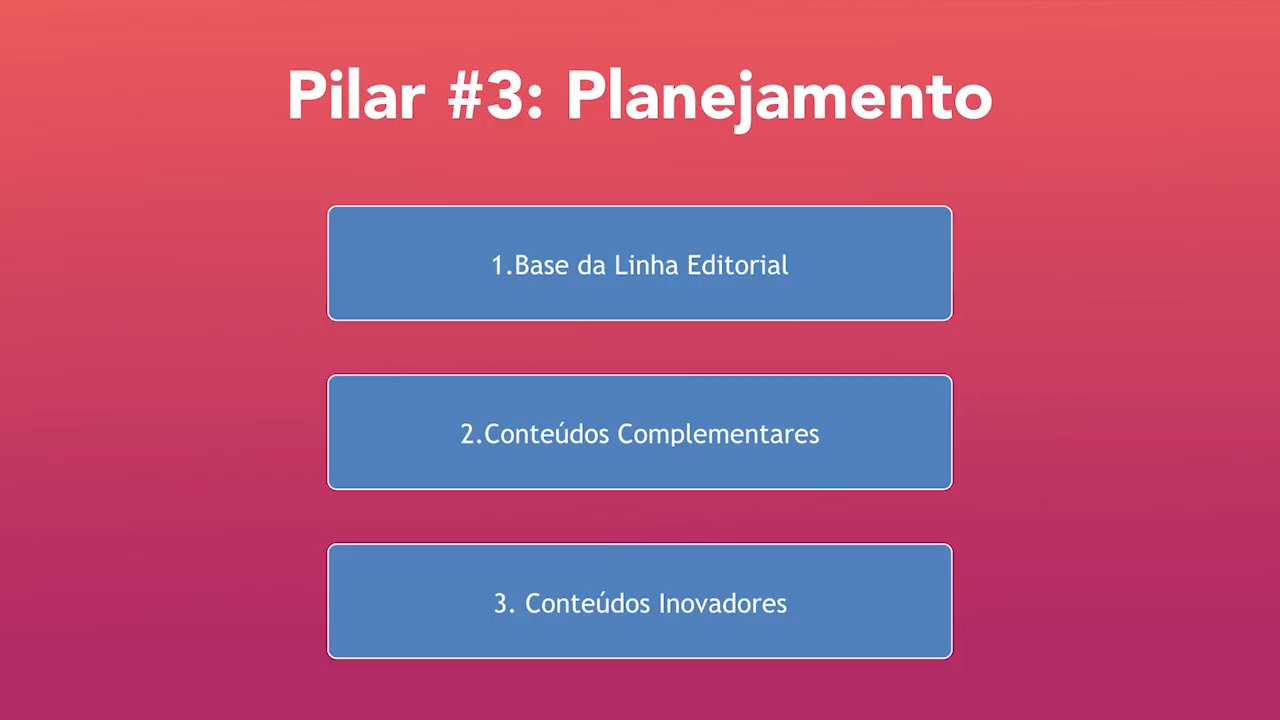 Pilar #3: Planejamento
1.Base da Linha Editorial
2.Conteúdos Complementares
3. Conteúdos Inovadores